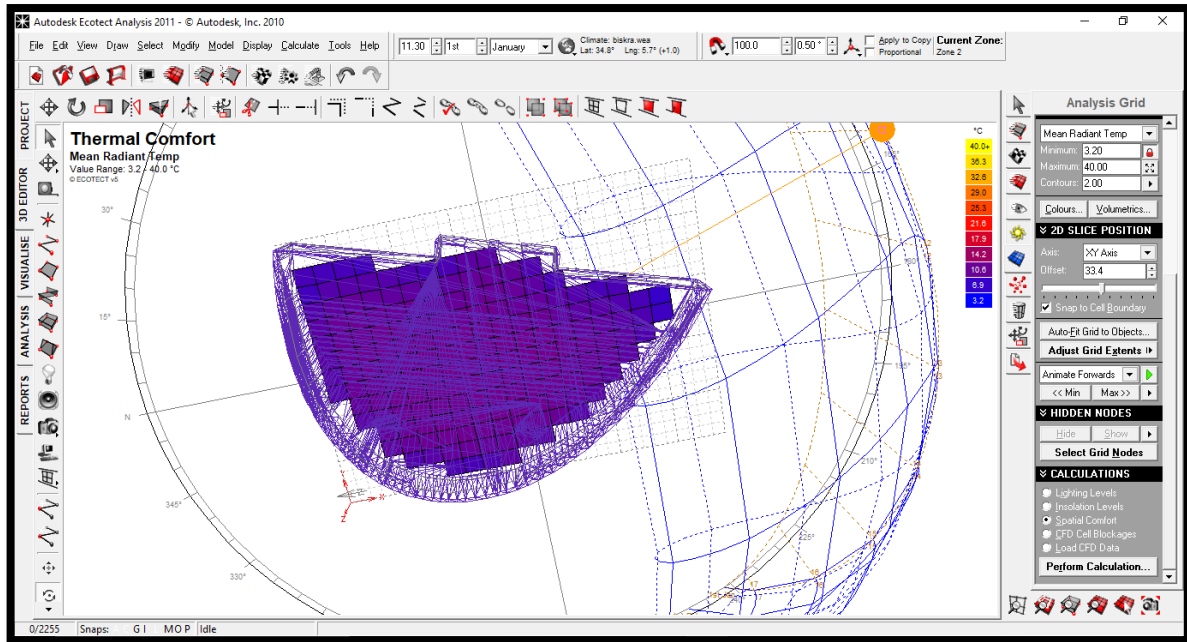 Autodesk Ecotect Analysis 2011 - © Autodesk, Inc. 2010
File Edit View Draw Select Modify Model Display Calculate Tools Help
11.30 1st January
Climate: biskra.wea
Lat: 34.8° Lng: 5.7° (+1.0)
100.0 0.50 °
Apply to Copy
Proportional
Current Zone:
Zone 2
PROJECT
3D EDITOR
VISUALISE
ANALYSIS
REPORTS
Thermal Comfort
Mean Radiant Temp
Value Range: 3.2 - 40.0 °C
© ECOTECT v5
30°
15°
N
345°
330°
165°
180°
195°
210°
225°
12
13
16
17
X
Z
°C
40.0+
36.3
32.6
29.0
25.3
21.6
17.9
14.2
10.6
6.9
3.2
Analysis Grid
Mean Radiant Temp
Minimum: 3.20
Maximum: 40.00
Contours: 2.00
Colours... Volumetrics...
2D SLICE POSITION
Axis: XY Axis
Offset: 33.4
Snap to Cell Boundary
Auto-Fit Grid to Objects...
Adjust Grid Extents
Animate Forwards
<< Min Max >>
HIDDEN NODES
Hide Show
Select Grid Nodes
CALCULATIONS
Lighting Levels
Insolation Levels
Spatial Comfort
CFD Cell Blockages
Load CFD Data
Perform Calculation...
0/2255 Snaps: G I M O P Idle